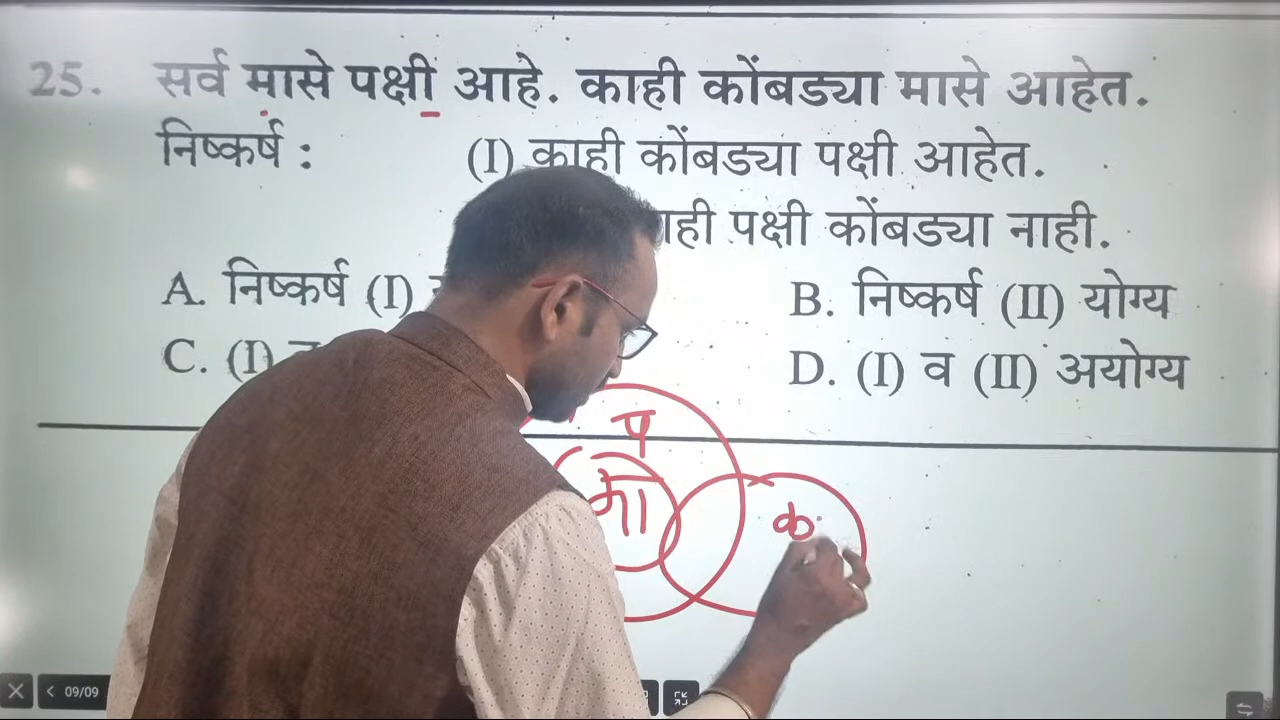 25. सर्व मासे पक्षी आहे. काही कोंबड्या मासे आहेत.
निष्कर्ष : (I) काही कोंबड्या पक्षी आहेत.
पक्षी कोंबड्या नाही.
A. निष्कर्ष (I) B. निष्कर्ष (II) योग्य
C. (I) D. (I) व (II) अयोग्य
प
मा
क
09/09